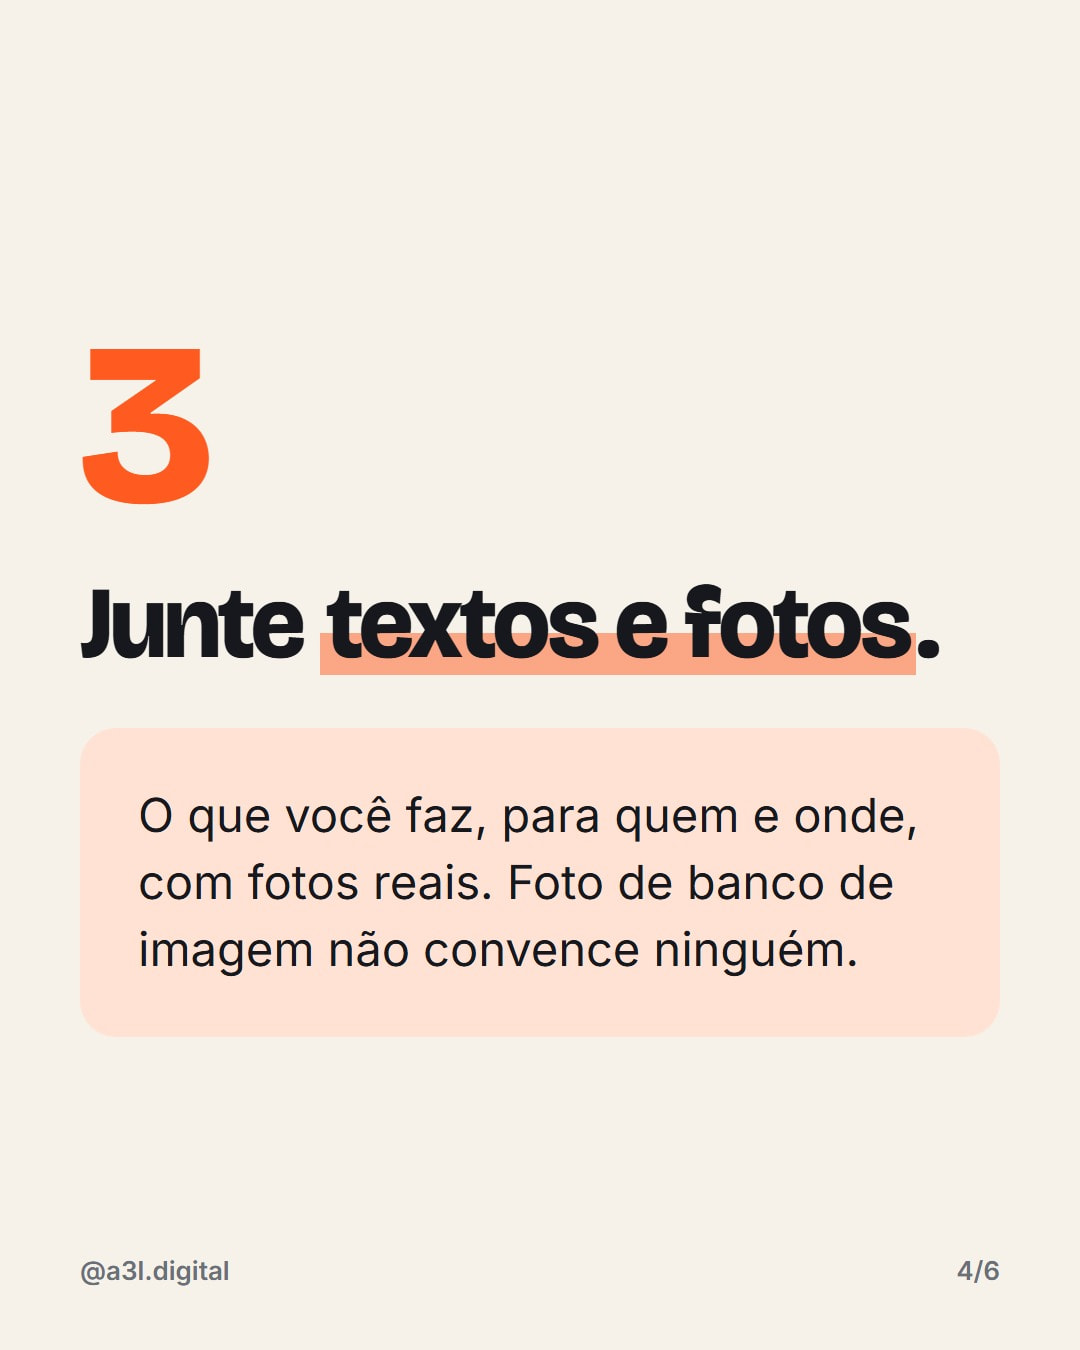 3
Junte textos e fotos.
O que você faz, para quem e onde,
com fotos reais. Foto de banco de
imagem não convence ninguém.
@a3l.digital
4/6